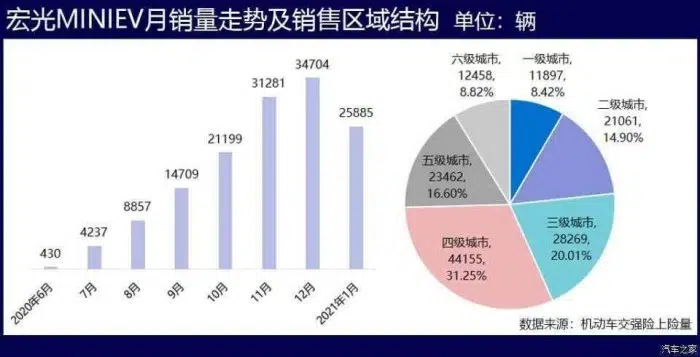 宏光MINIEV月销量走势及销售区域结构 单位：辆
430
4237
8857
14709
21199
31281
34704
25885
2020年6月
7月
8月
9月
10月
11月
12月
2021年1月
六级城市,
12458,
8.82%
一级城市,
11897,
8.42%
二级城市,
21061,
14.90%
三级城市,
28269,
20.01%
四级城市,
44155,
31.25%
五级城市,
23462,
16.60%
数据来源：机动车交强险上险量
汽车之家